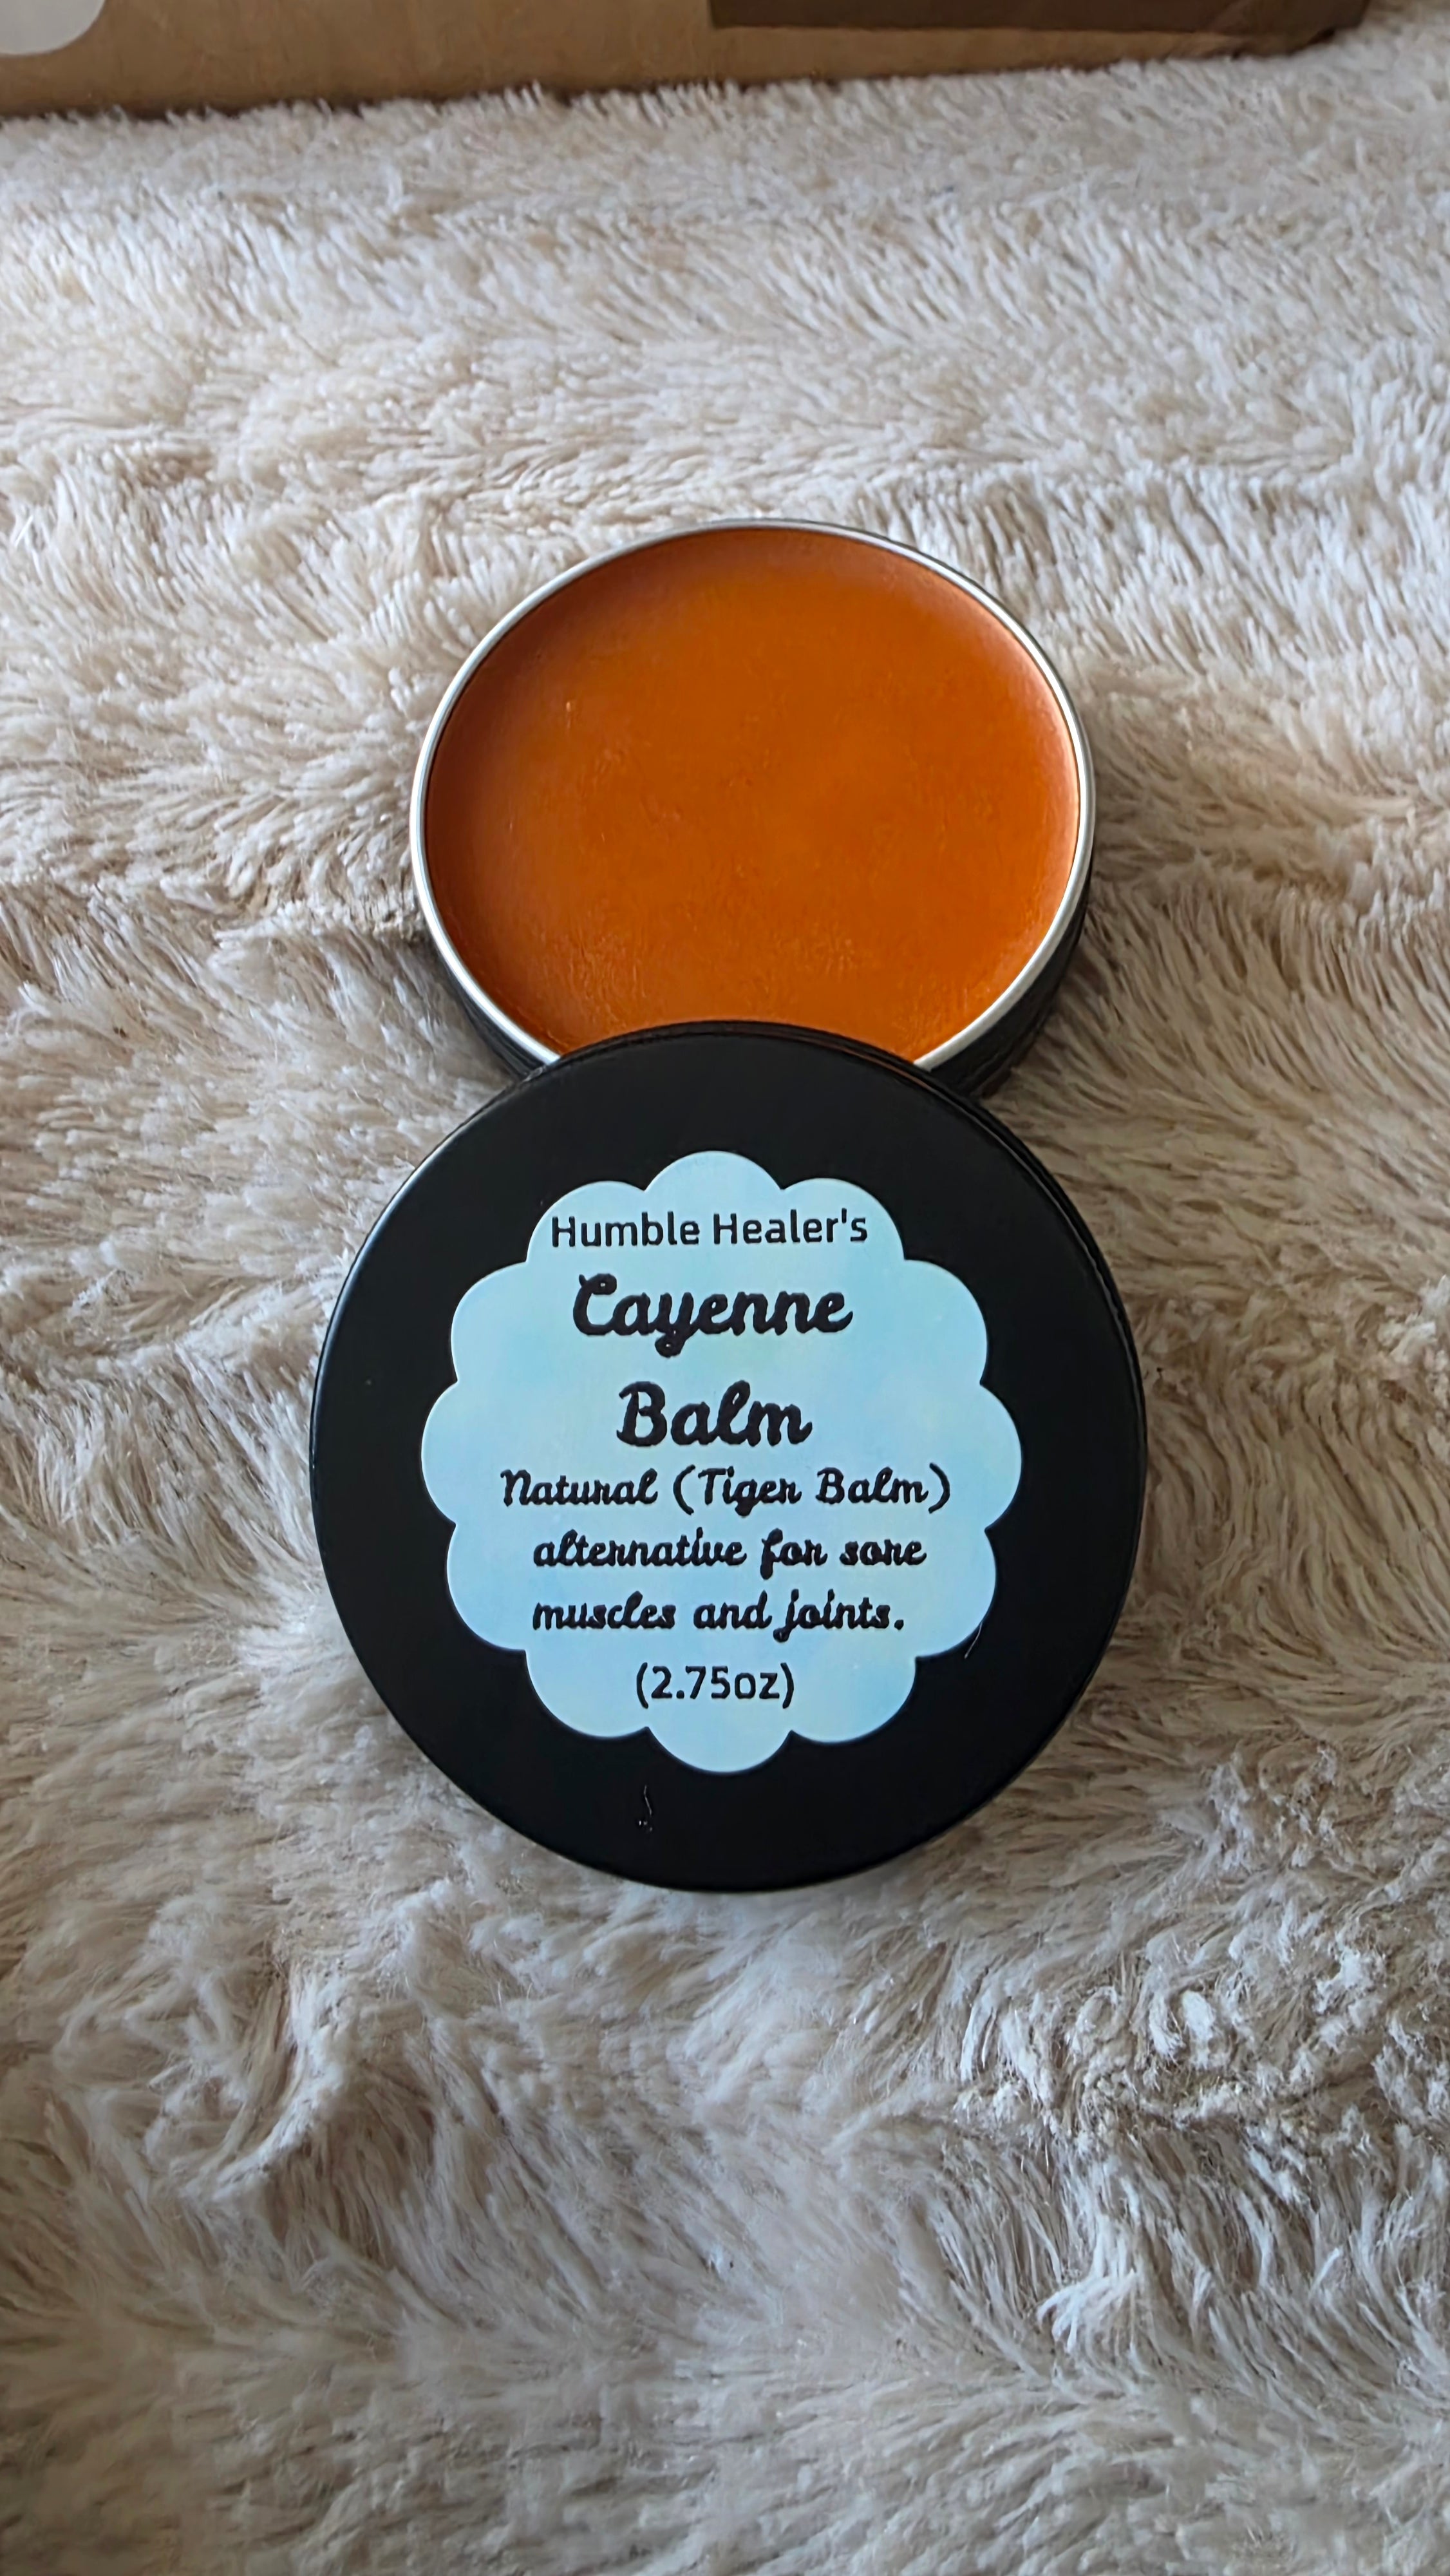 Humble Healer's
Cayenne
Balm
Natural (Tiger Balm)
alternative for sore
muscles and joints.
(2.75oz)